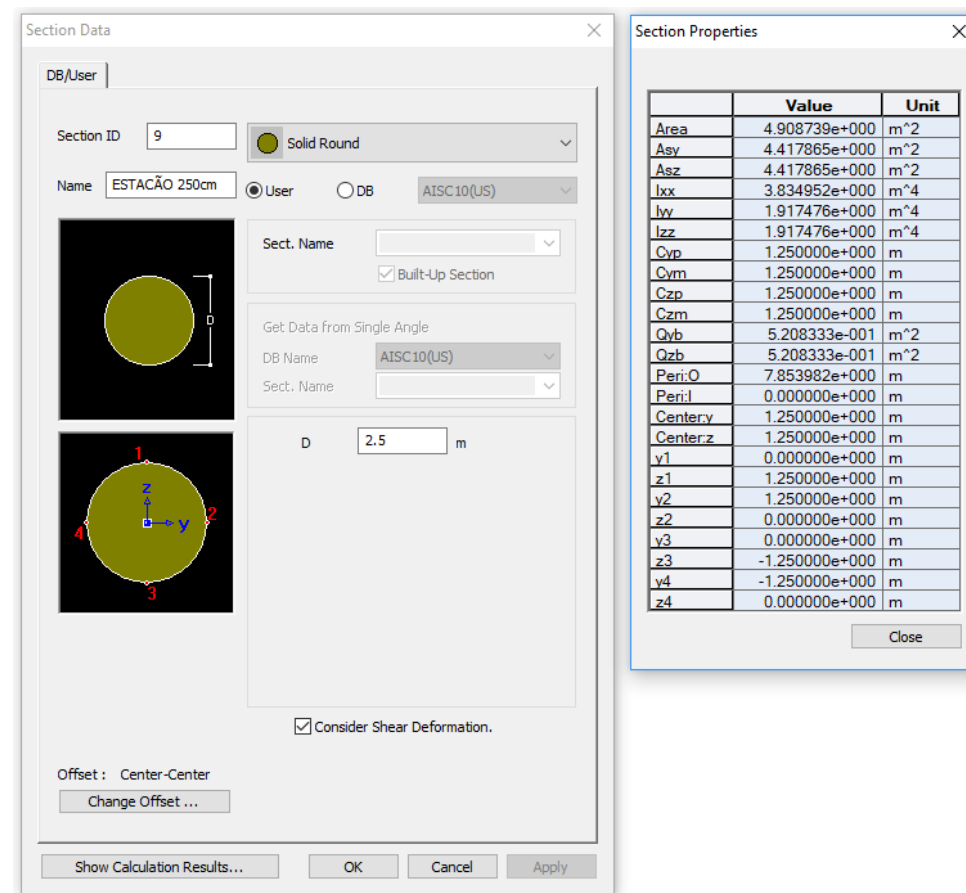 Section Data
DB/User
Section ID 9 Solid Round
Name ESTACÃO 250cm User DB AISC10(US)
Sect. Name
Built-Up Section
Get Data from Single Angle
DB Name AISC10(US)
Sect. Name
D
D 2.5 m
1
z
y 2
4
3
Consider Shear Deformation.
Offset : Center-Center
Change Offset ...
Show Calculation Results... OK Cancel Apply
Section Properties
Value Unit
Area 4.908739e+000 m^2
Asy 4.417865e+000 m^2
Asz 4.417865e+000 m^2
Ixx 3.834952e+000 m^4
Iyy 1.917476e+000 m^4
Izz 1.917476e+000 m^4
Cyp 1.250000e+000 m
Cym 1.250000e+000 m
Czp 1.250000e+000 m
Czm 1.250000e+000 m
Qyb 5.208333e-001 m^2
Qzb 5.208333e-001 m^2
Peri:O 7.853982e+000 m
Peri:I 0.000000e+000 m
Center:y 1.250000e+000 m
Center:z 1.250000e+000 m
y1 0.000000e+000 m
z1 1.250000e+000 m
y2 1.250000e+000 m
z2 0.000000e+000 m
y3 0.000000e+000 m
z3 -1.250000e+000 m
y4 -1.250000e+000 m
z4 0.000000e+000 m
Close